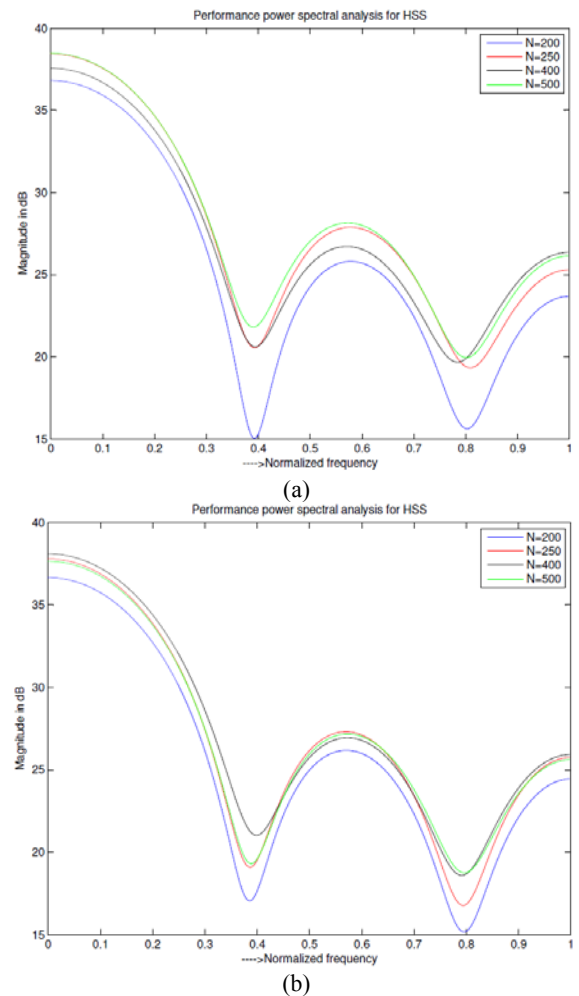 Performance power spectral analysis for HSS
40
35
30
25
20
15
Magnitude in dB
N=200
N=250
N=400
N=500
0 0.1 0.2 0.3 0.4 0.5 0.6 0.7 0.8 0.9 1
---->Normalized frequency
(a)
Performance power spectral analysis for HSS
40
35
30
25
20
15
Magnitude in dB
N=200
N=250
N=400
N=500
0 0.1 0.2 0.3 0.4 0.5 0.6 0.7 0.8 0.9 1
---->Normalized frequency
(b)